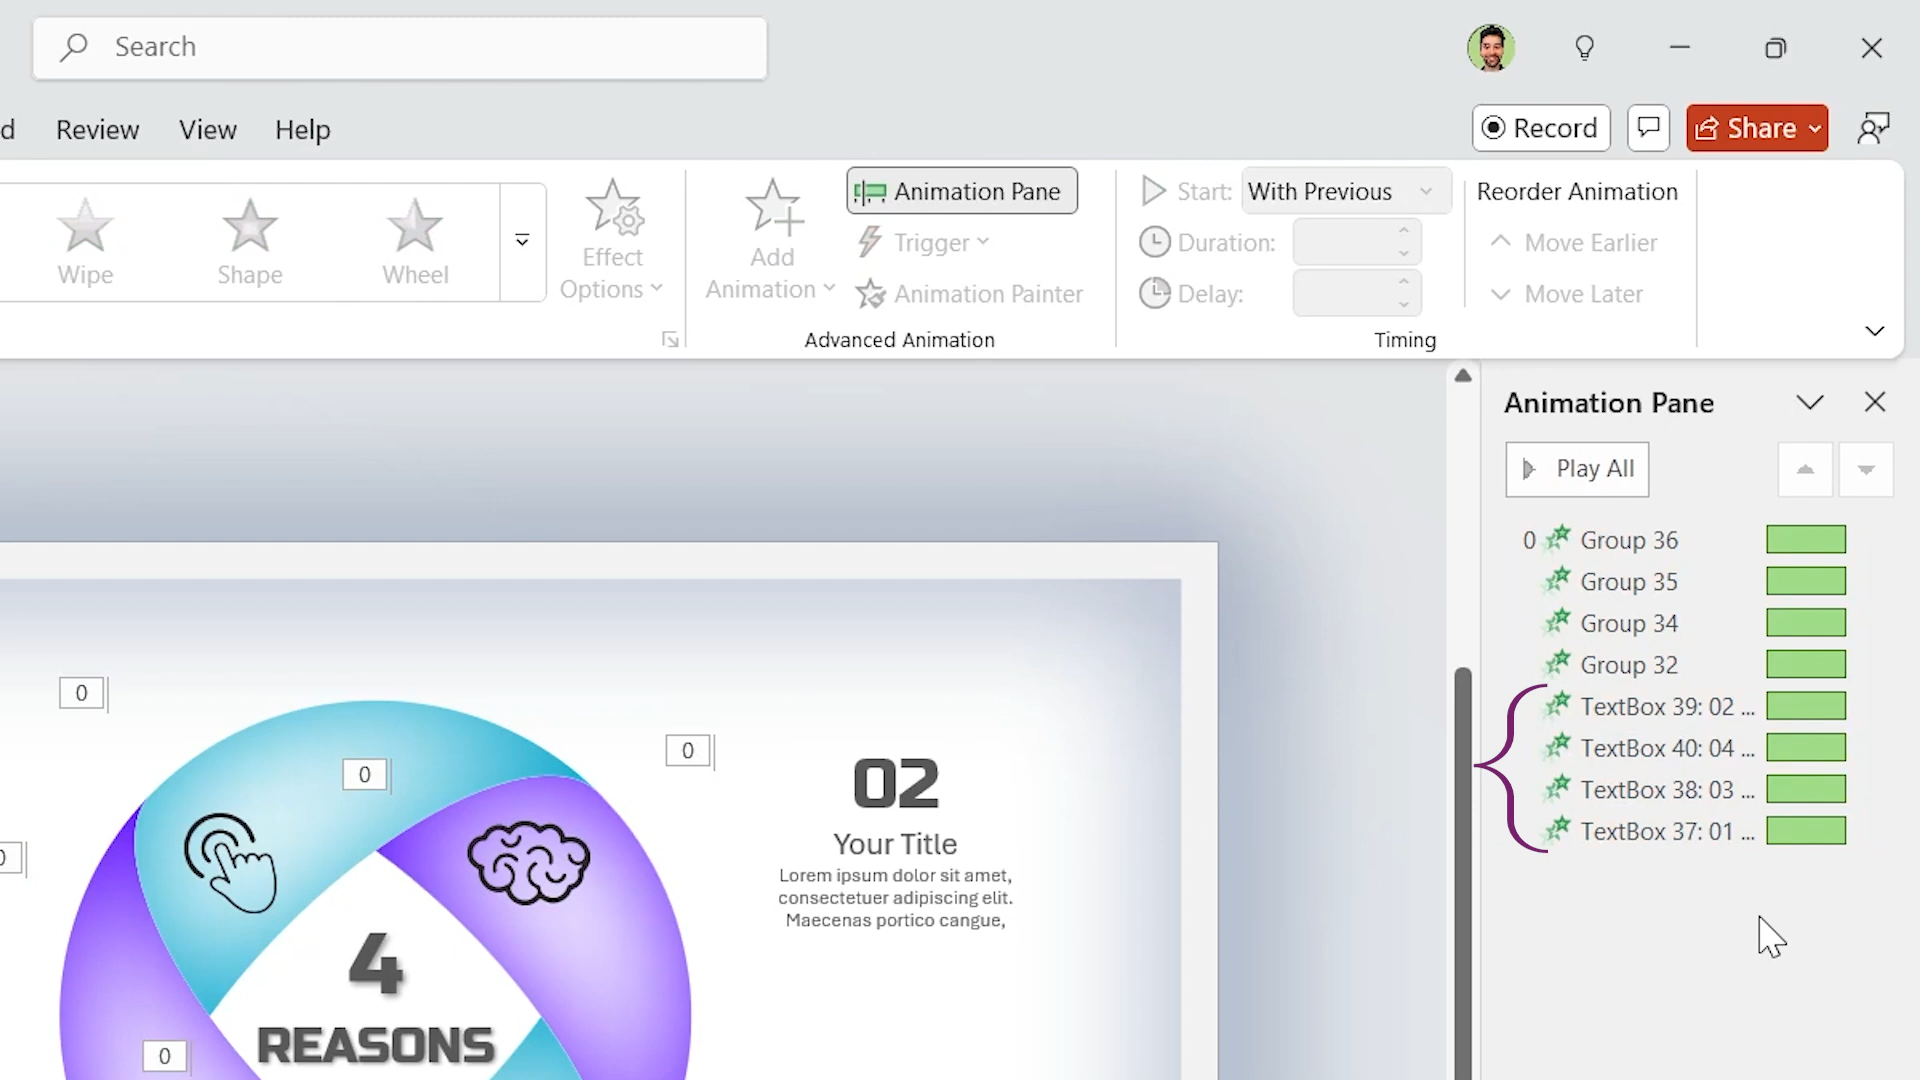 Search
d Review View Help
Record
Share
Wipe
Shape
Wheel
Effect
Options
Add
Animation
Animation Pane
Trigger
Animation Painter
Advanced Animation
Start: With Previous
Duration:
Delay:
Timing
Reorder Animation
Move Earlier
Move Later
Animation Pane
Play All
0 Group 36
Group 35
Group 34
Group 32
TextBox 39: 02 ...
TextBox 40: 04 ...
TextBox 38: 03 ...
TextBox 37: 01 ...
0
0
0
0
0
4
REASONS
02
Your Title
Lorem ipsum dolor sit amet,
consectetuer adipiscing elit.
Maecenas portico cangue,